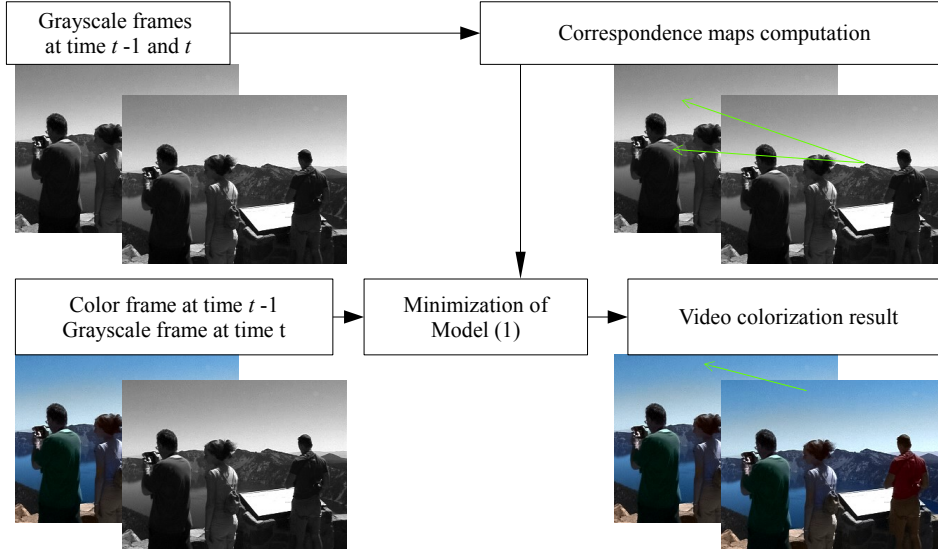 Grayscale frames
at time t -1 and t
Correspondence maps computation
Color frame at time t -1
Grayscale frame at time t
Minimization of
Model (1)
Video colorization result